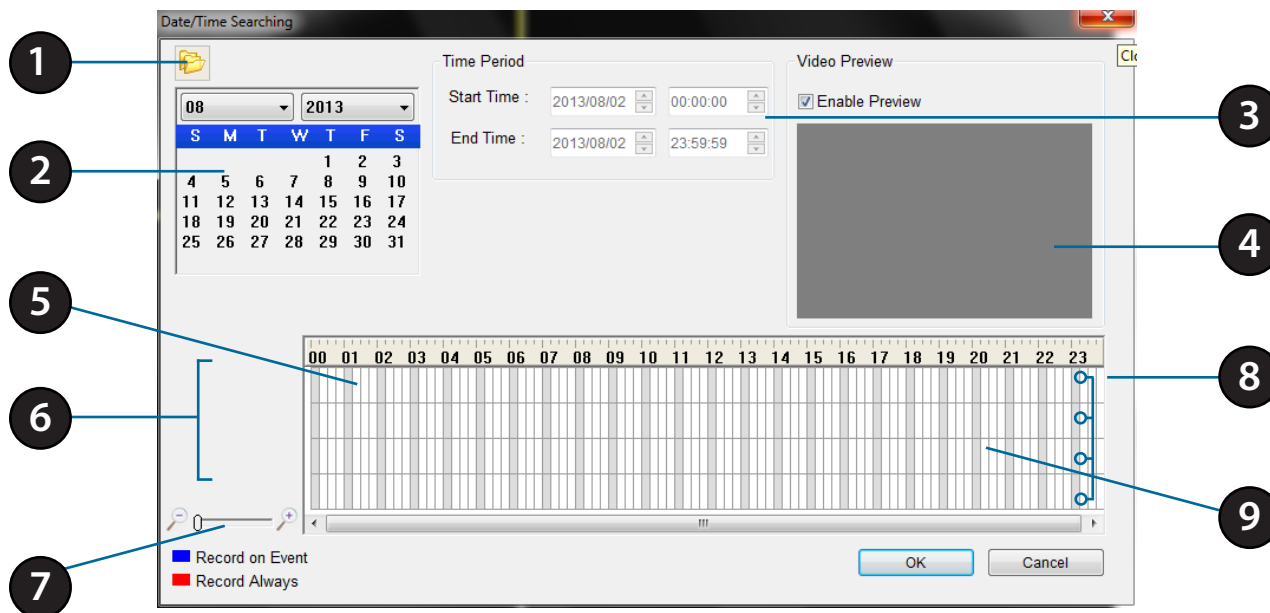 Date/Time Searching
1
Time Period
Video Preview
Clo
08 2013
Start Time : 2013/08/02 00:00:00
Enable Preview
3
S M T W T F S
End Time : 2013/08/02 23:59:59
2
1 2 3
4 5 6 7 8 9 10
11 12 13 14 15 16 17
18 19 20 21 22 23 24
25 26 27 28 29 30 31
4
5
00 01 02 03 04 05 06 07 08 09 10 11 12 13 14 15 16 17 18 19 20 21 22 23
8
6
9
7
Record on Event
Record Always
OK
Cancel